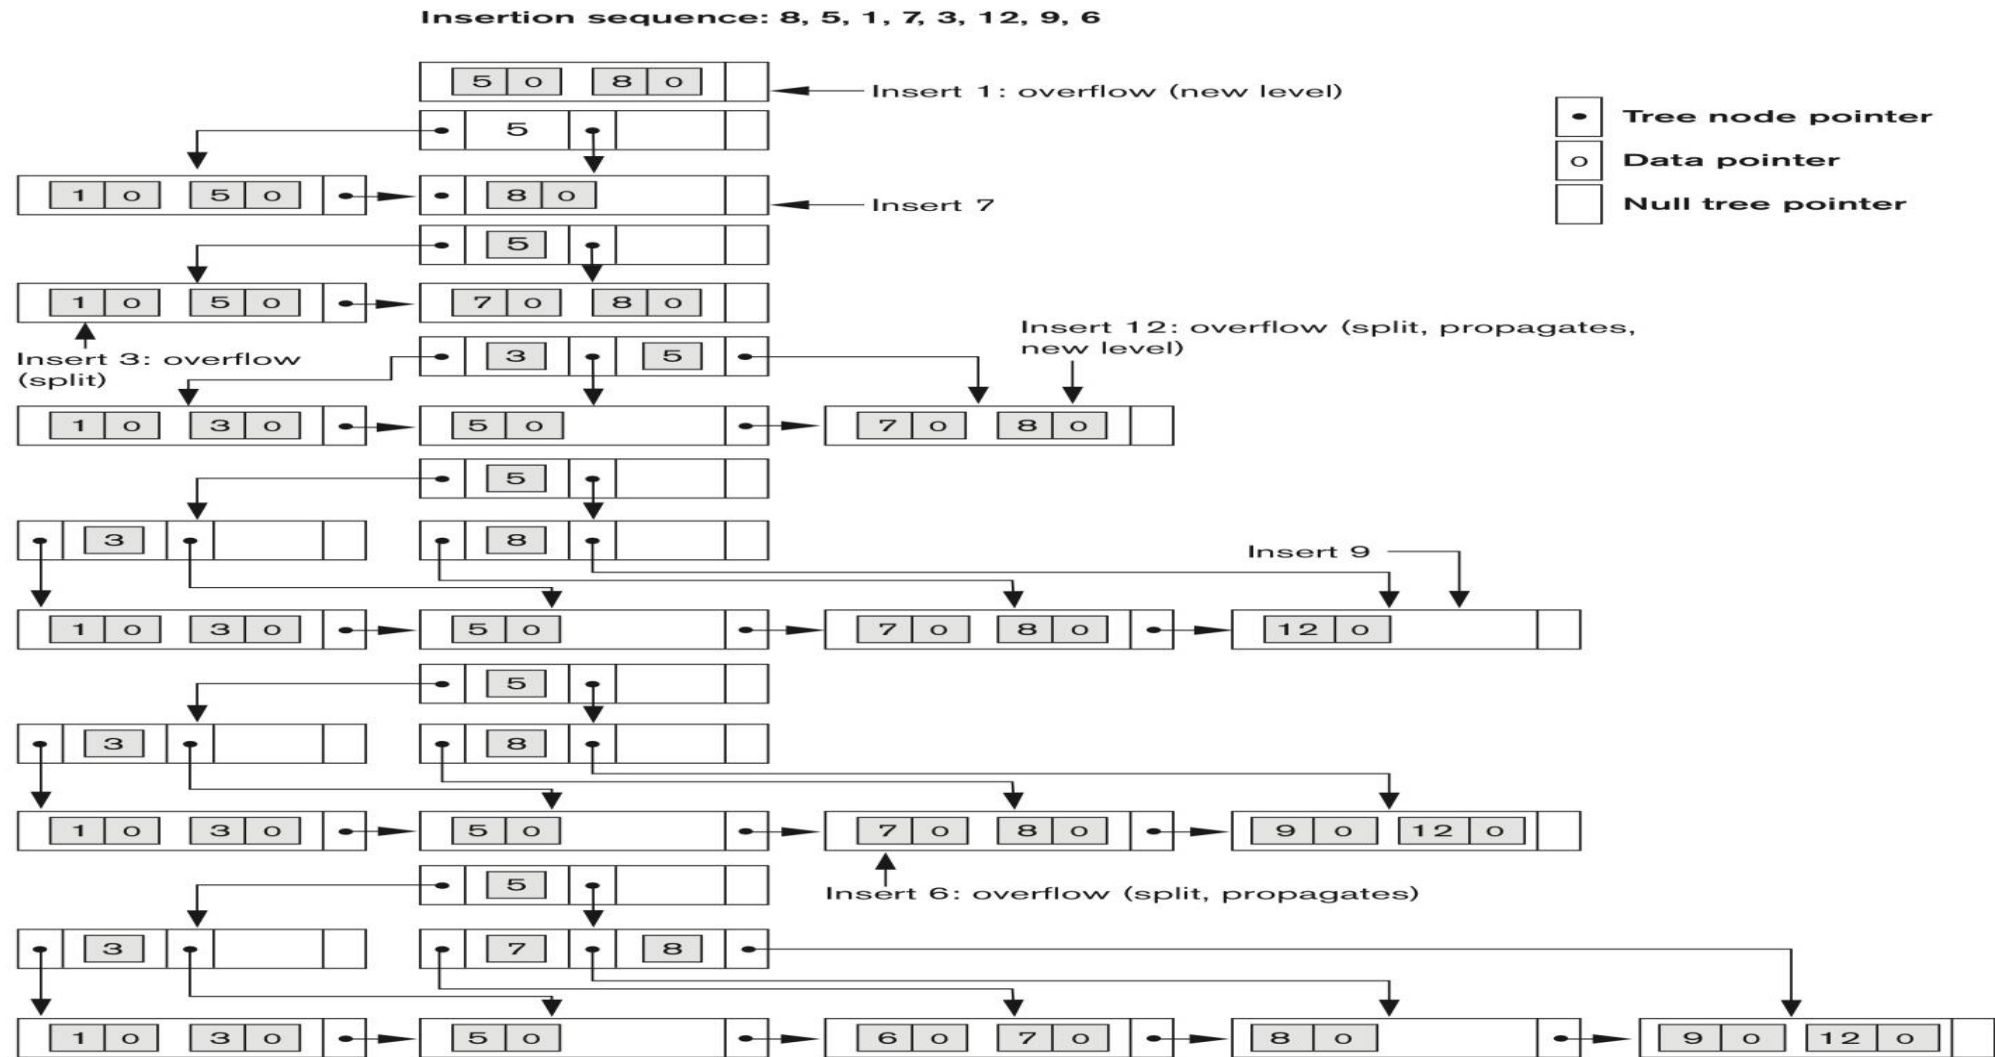 Insertion sequence: 8, 5, 1, 7, 3, 12, 9, 6
5 o 8 o
Insert 1: overflow (new level)
5
Tree node pointer
o Data pointer
Null tree pointer
1 o 5 o 8 o
Insert 7
5
1 o 5 o 7 o 8 o
Insert 3: overflow
(split)
Insert 12: overflow (split, propagates,
new level)
3 5
1 o 3 o 5 o 7 o 8 o
5
3 8
Insert 9
1 o 3 o 5 o 7 o 8 o 12 o
5
3 8
1 o 3 o 5 o 7 o 8 o 9 o 12 o
Insert 6: overflow (split, propagates)
5
3 7 8
1 o 3 o 5 o 6 o 7 o 8 o 9 o 12 o